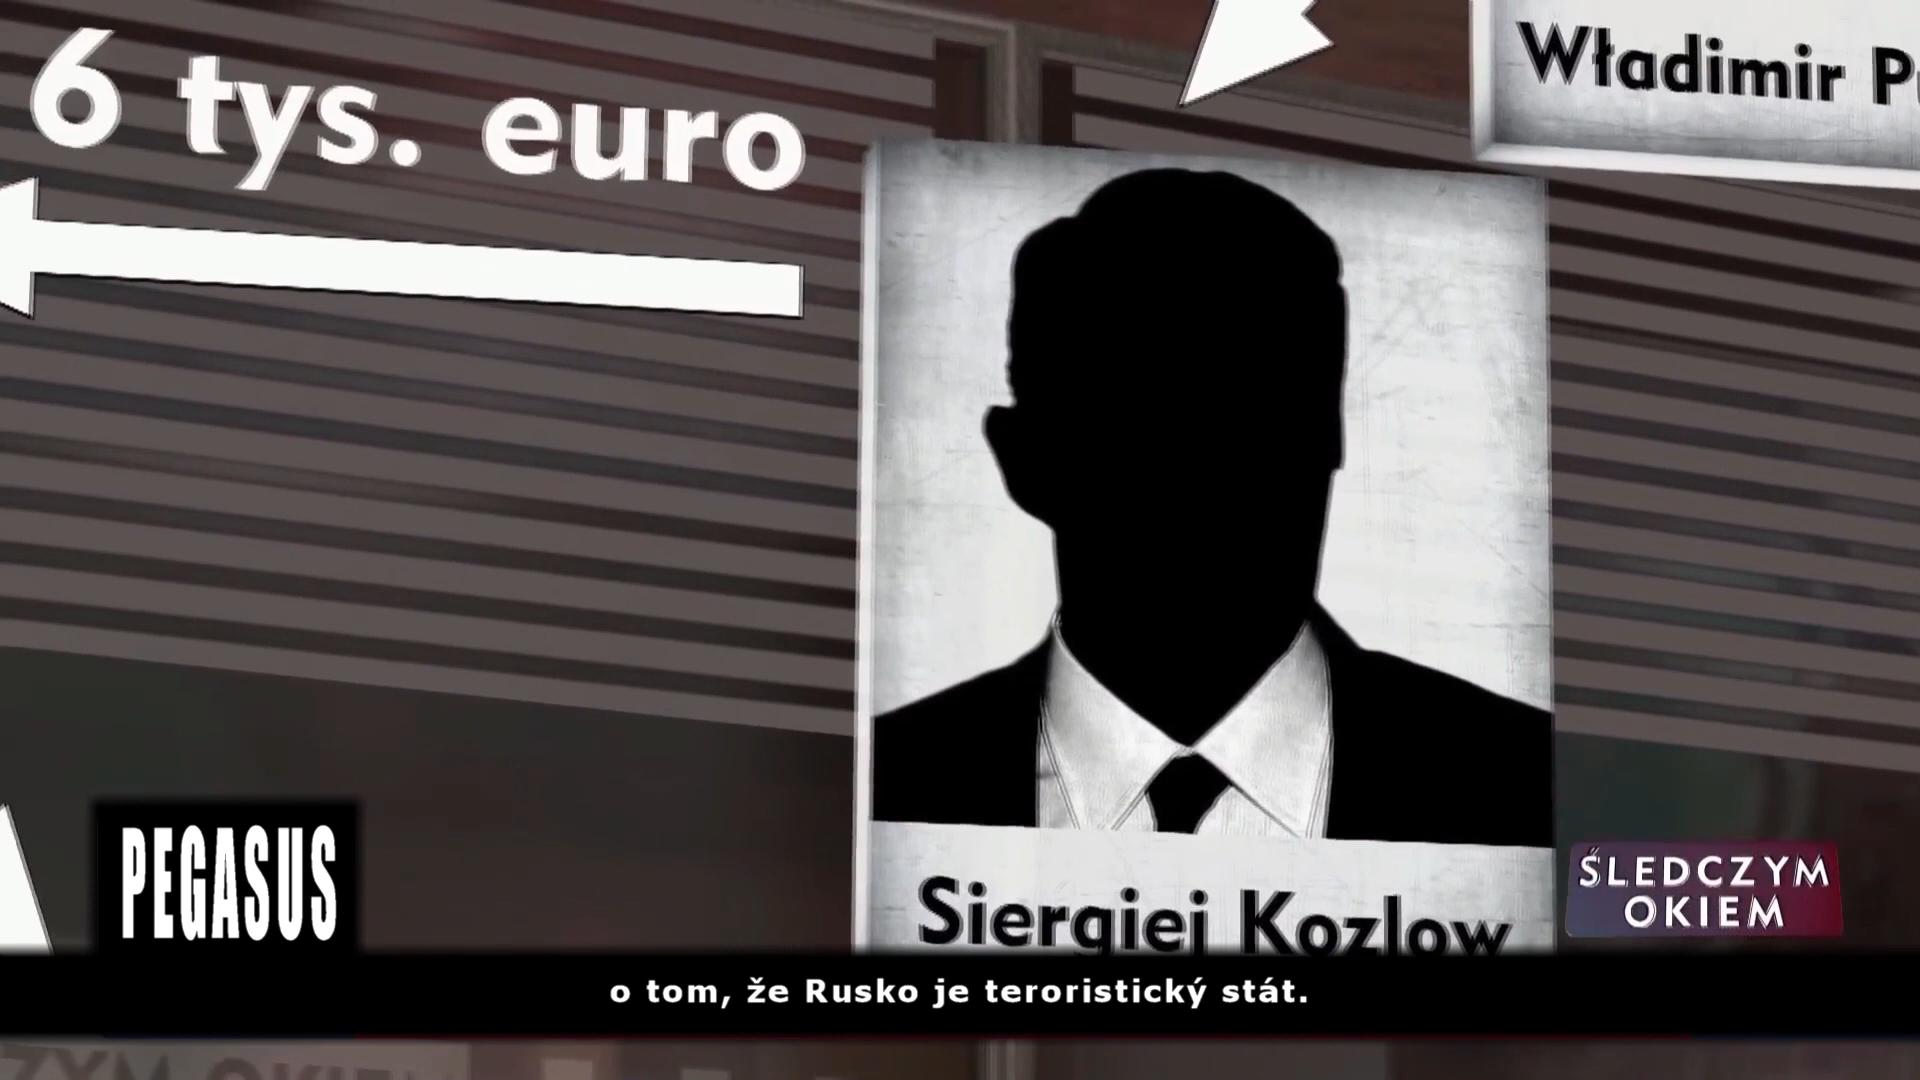 6 tys. euro
Władimir
Siergiej Kozlow
PEGASUS
ŚLEDCZYM
OKIEM
o tom, že Rusko je teroristický stát.